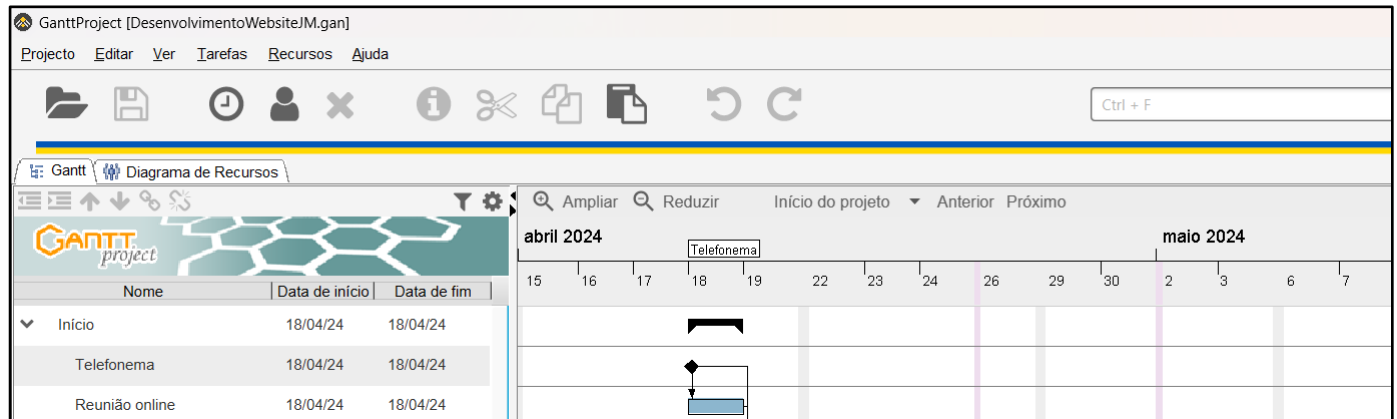 GanttProject [DesenvolvimentoWebsiteJM.gan]
Projecto Editar Ver Tarefas Recursos Ajuda
Ctrl + F
Gantt Diagrama de Recursos
Ampliar Reduzir Início do projeto Anterior Próximo
GANTT
project
abril 2024 maio 2024
Telefonema
15 16 17 18 19 22 23 24 26 29 30 2 3 6 7
Nome Data de início Data de fim
Início 18/04/24 18/04/24
Telefonema 18/04/24 18/04/24
Reunião online 18/04/24 18/04/24